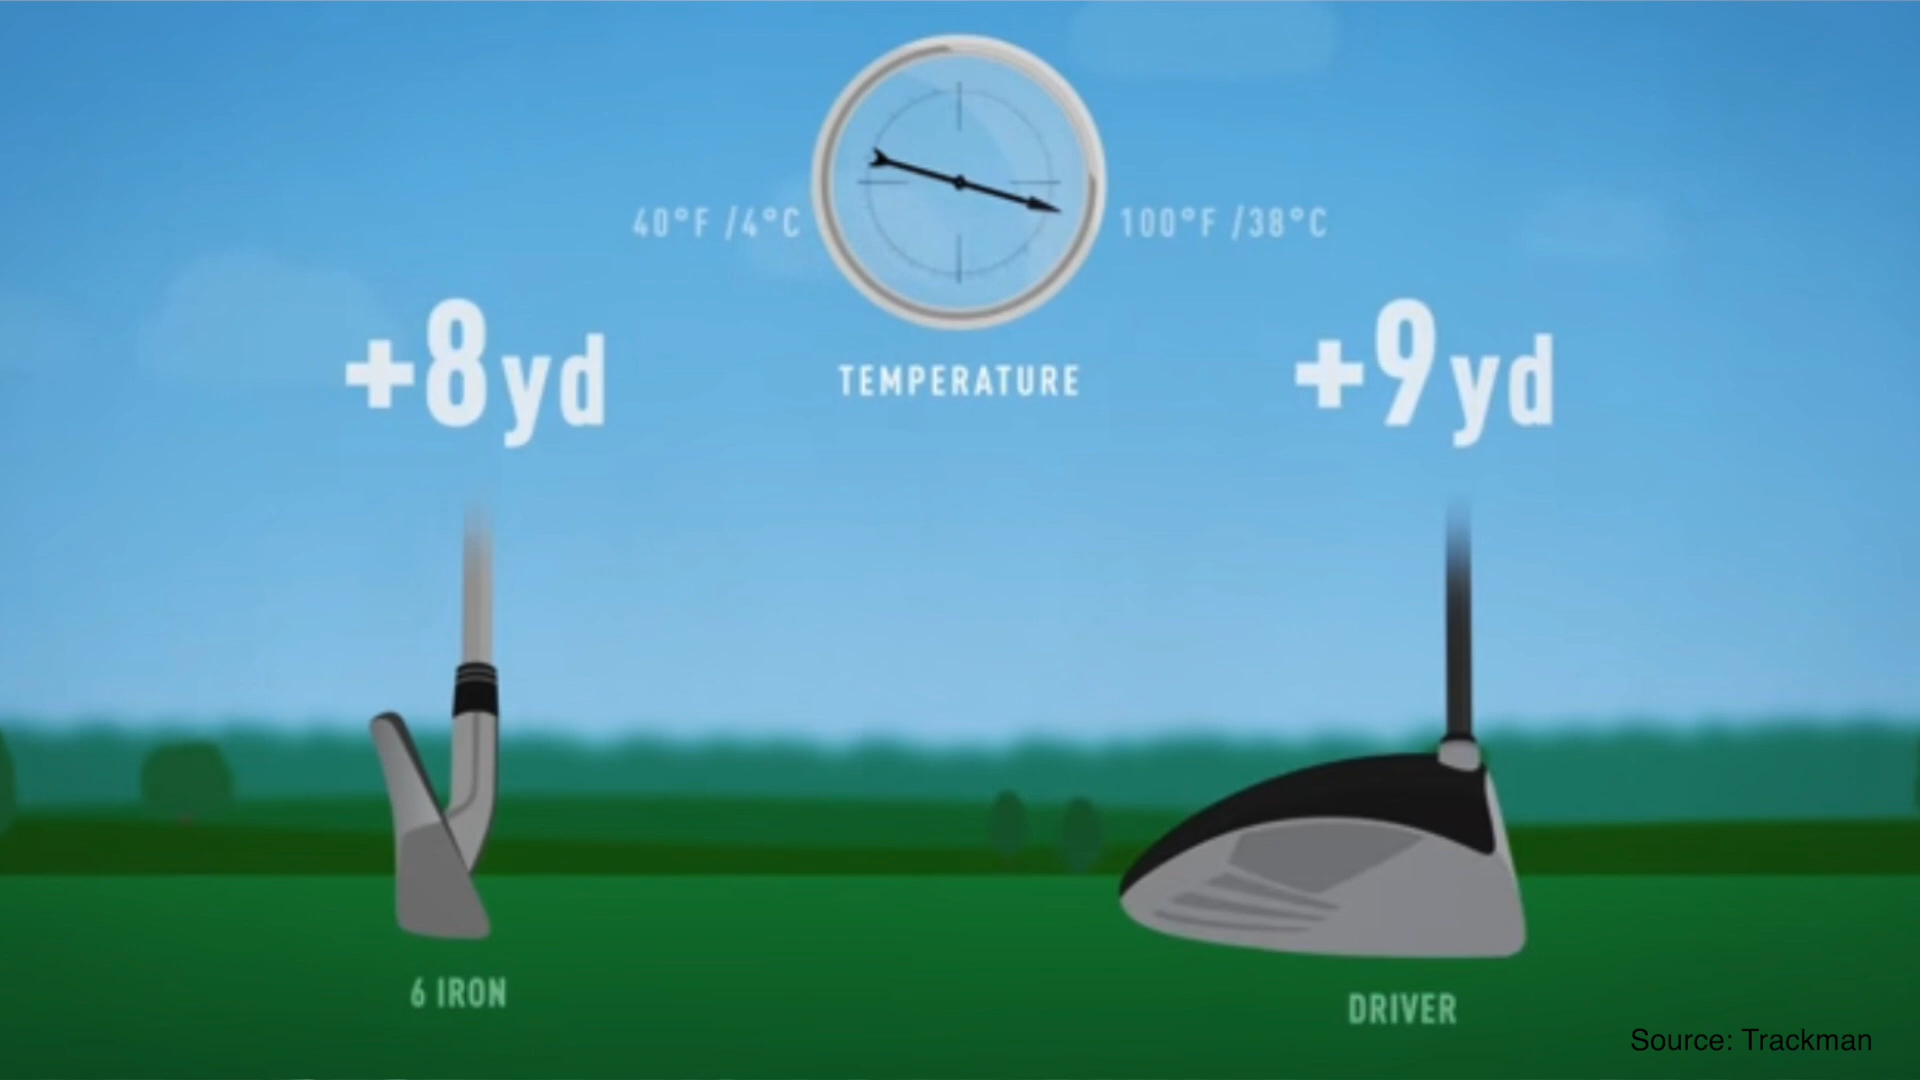 40°F /4°C
100°F /38°C
+8yd
+9yd
TEMPERATURE
6 IRON
DRIVER
Source: Trackman